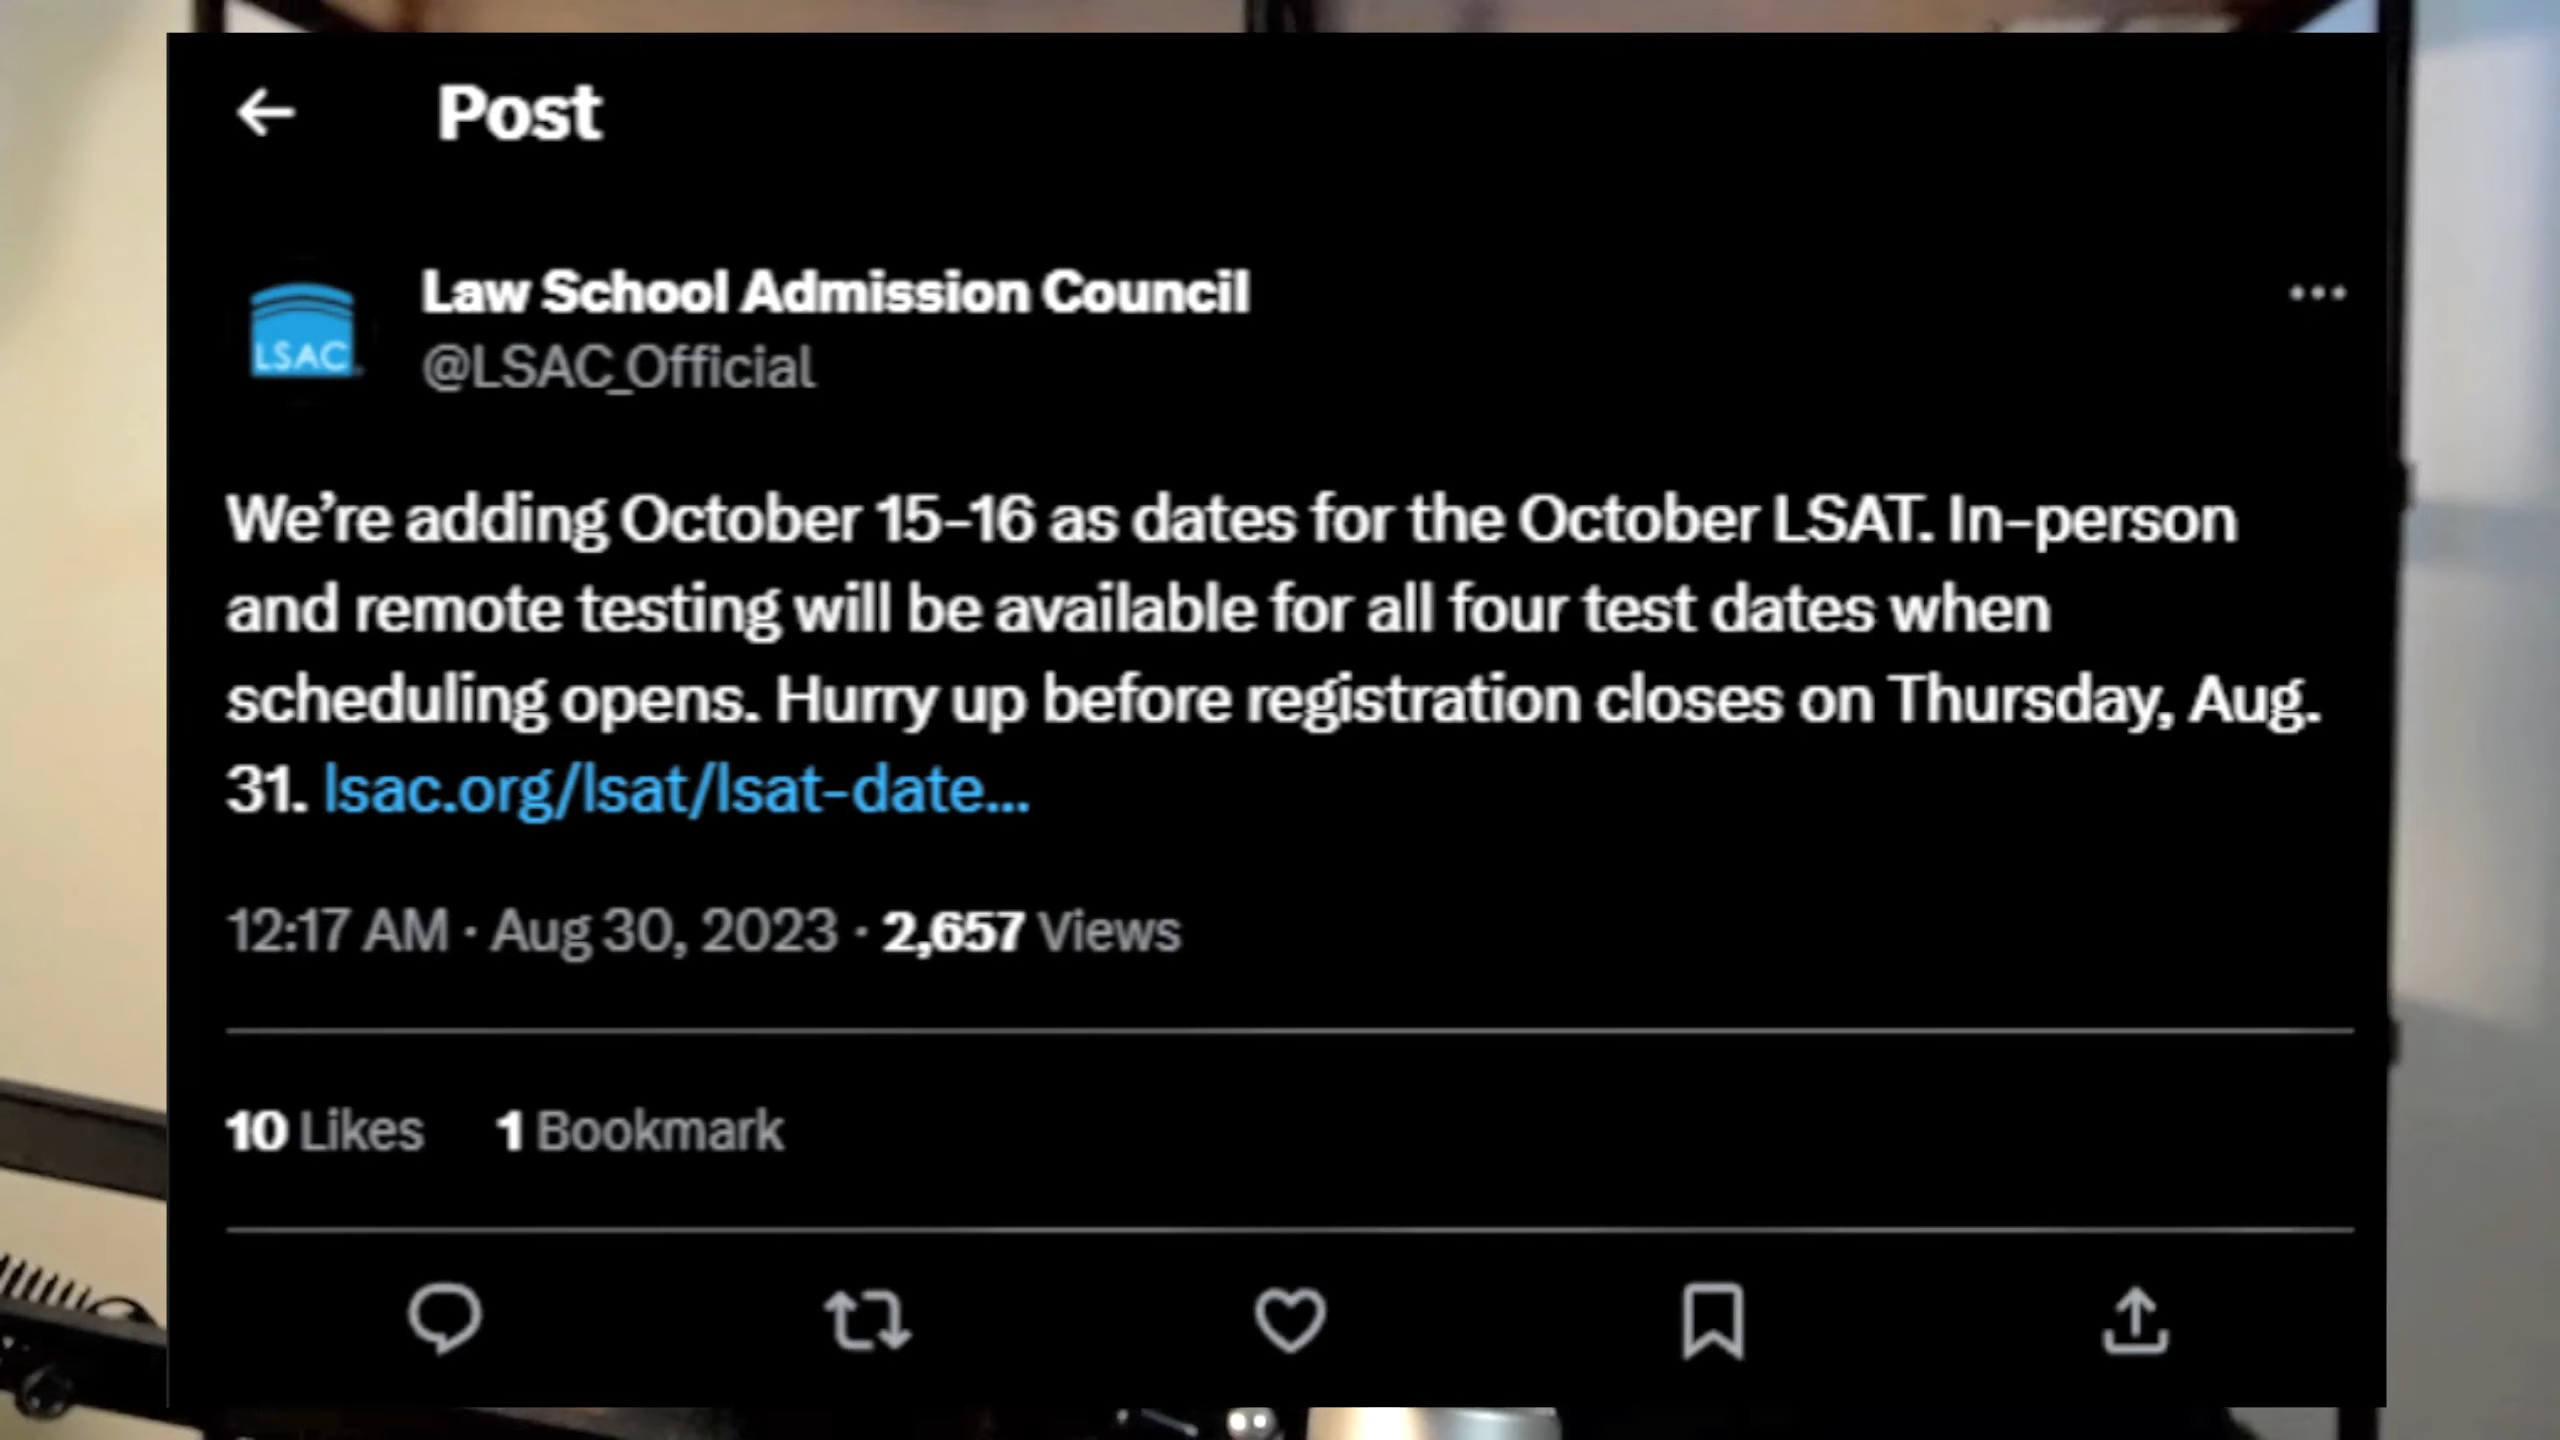 Post
LSAC
Law School Admission Council
@LSAC_Official
We're adding October 15-16 as dates for the October LSAT. In-person
and remote testing will be available for all four test dates when
scheduling opens. Hurry up before registration closes on Thursday, Aug.
31. lsac.org/lsat/lsat-date...
12:17 AM · Aug 30, 2023 · 2,657 Views
10 Likes 1 Bookmark